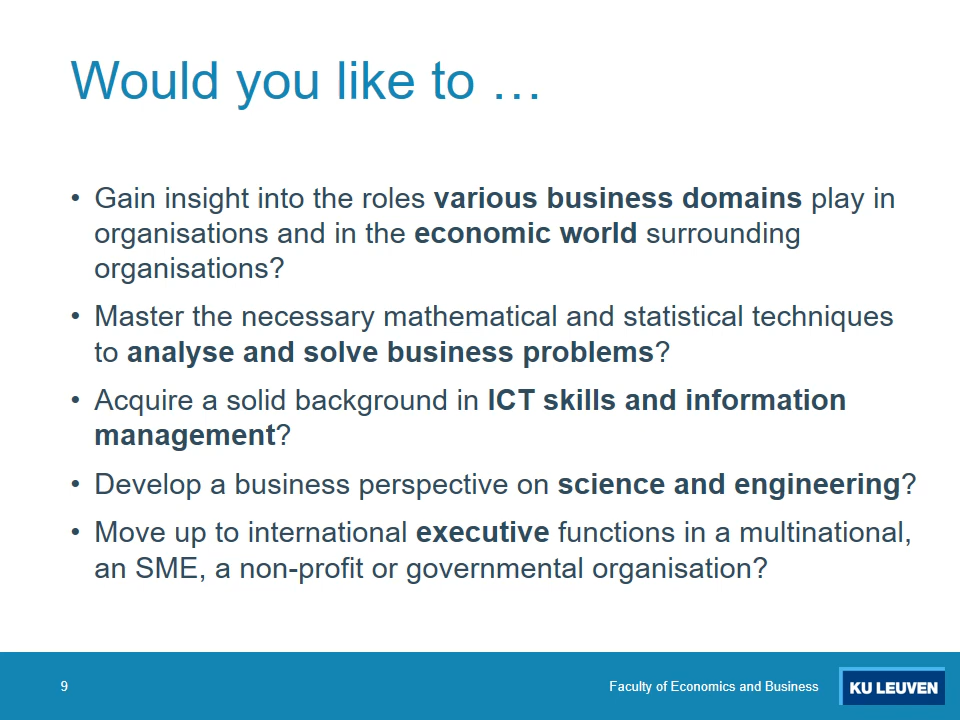 Would you like to …
• Gain insight into the roles various business domains play in
organisations and in the economic world surrounding
organisations?
• Master the necessary mathematical and statistical techniques
to analyse and solve business problems?
• Acquire a solid background in ICT skills and information
management?
• Develop a business perspective on science and engineering?
• Move up to international executive functions in a multinational,
an SME, a non-profit or governmental organisation?
9
Faculty of Economics and Business
KU LEUVEN